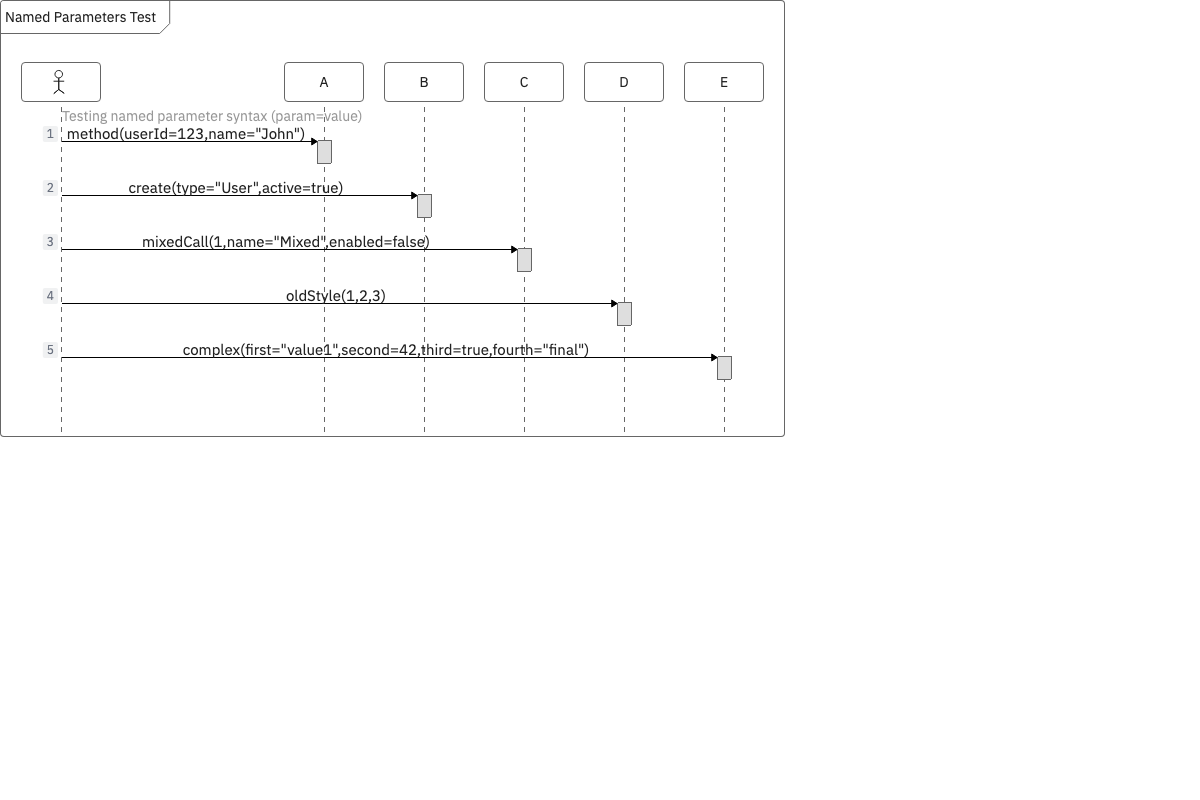 Named Parameters Test
A B C D E
Testing named parameter syntax (param=value)
1 method(userId=123,name="John")
2 create(type="User",active=true)
3 mixedCall(1,name="Mixed",enabled=false)
4 oldStyle(1,2,3)
5 complex(first="value1",second=42,third=true,fourth="final")